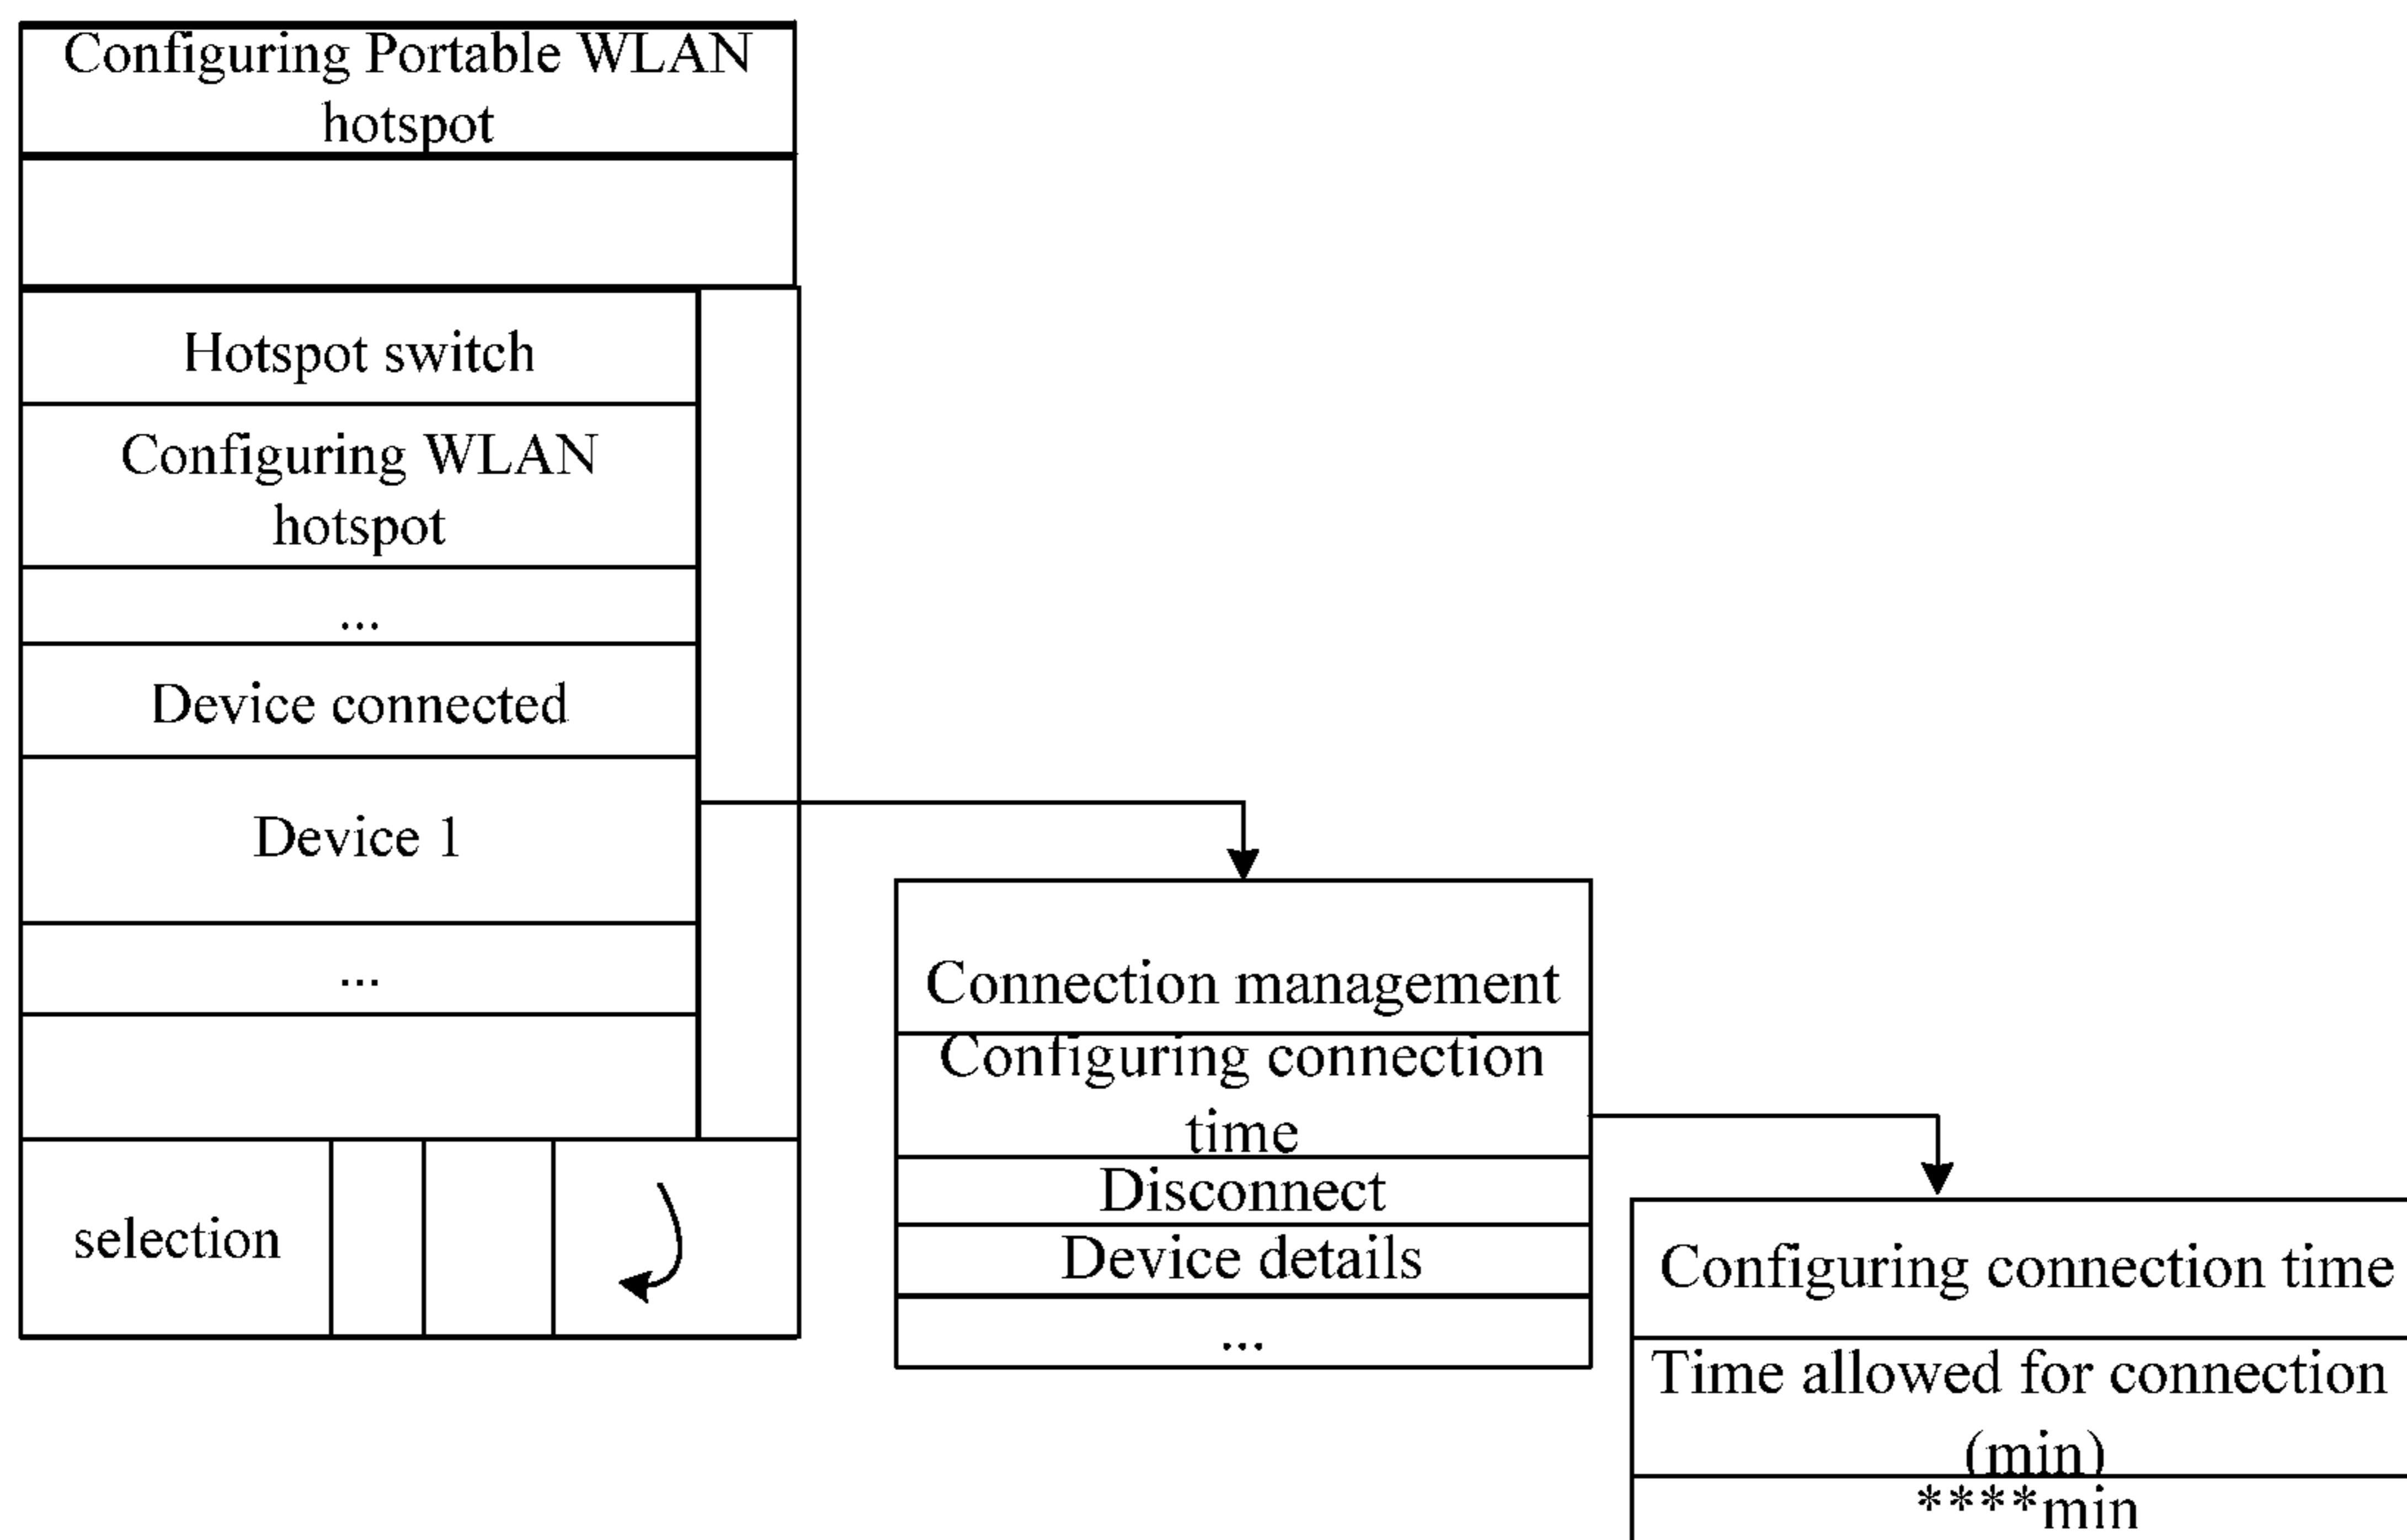 Configuring Portable WLAN
hotspot
Hotspot switch
Configuring WLAN
hotspot
...
Device connected
Device 1
...
selection
Connection management
Configuring connection
time
Disconnect
Device details
...
Configuring connection time
Time allowed for connection
(min)
****min